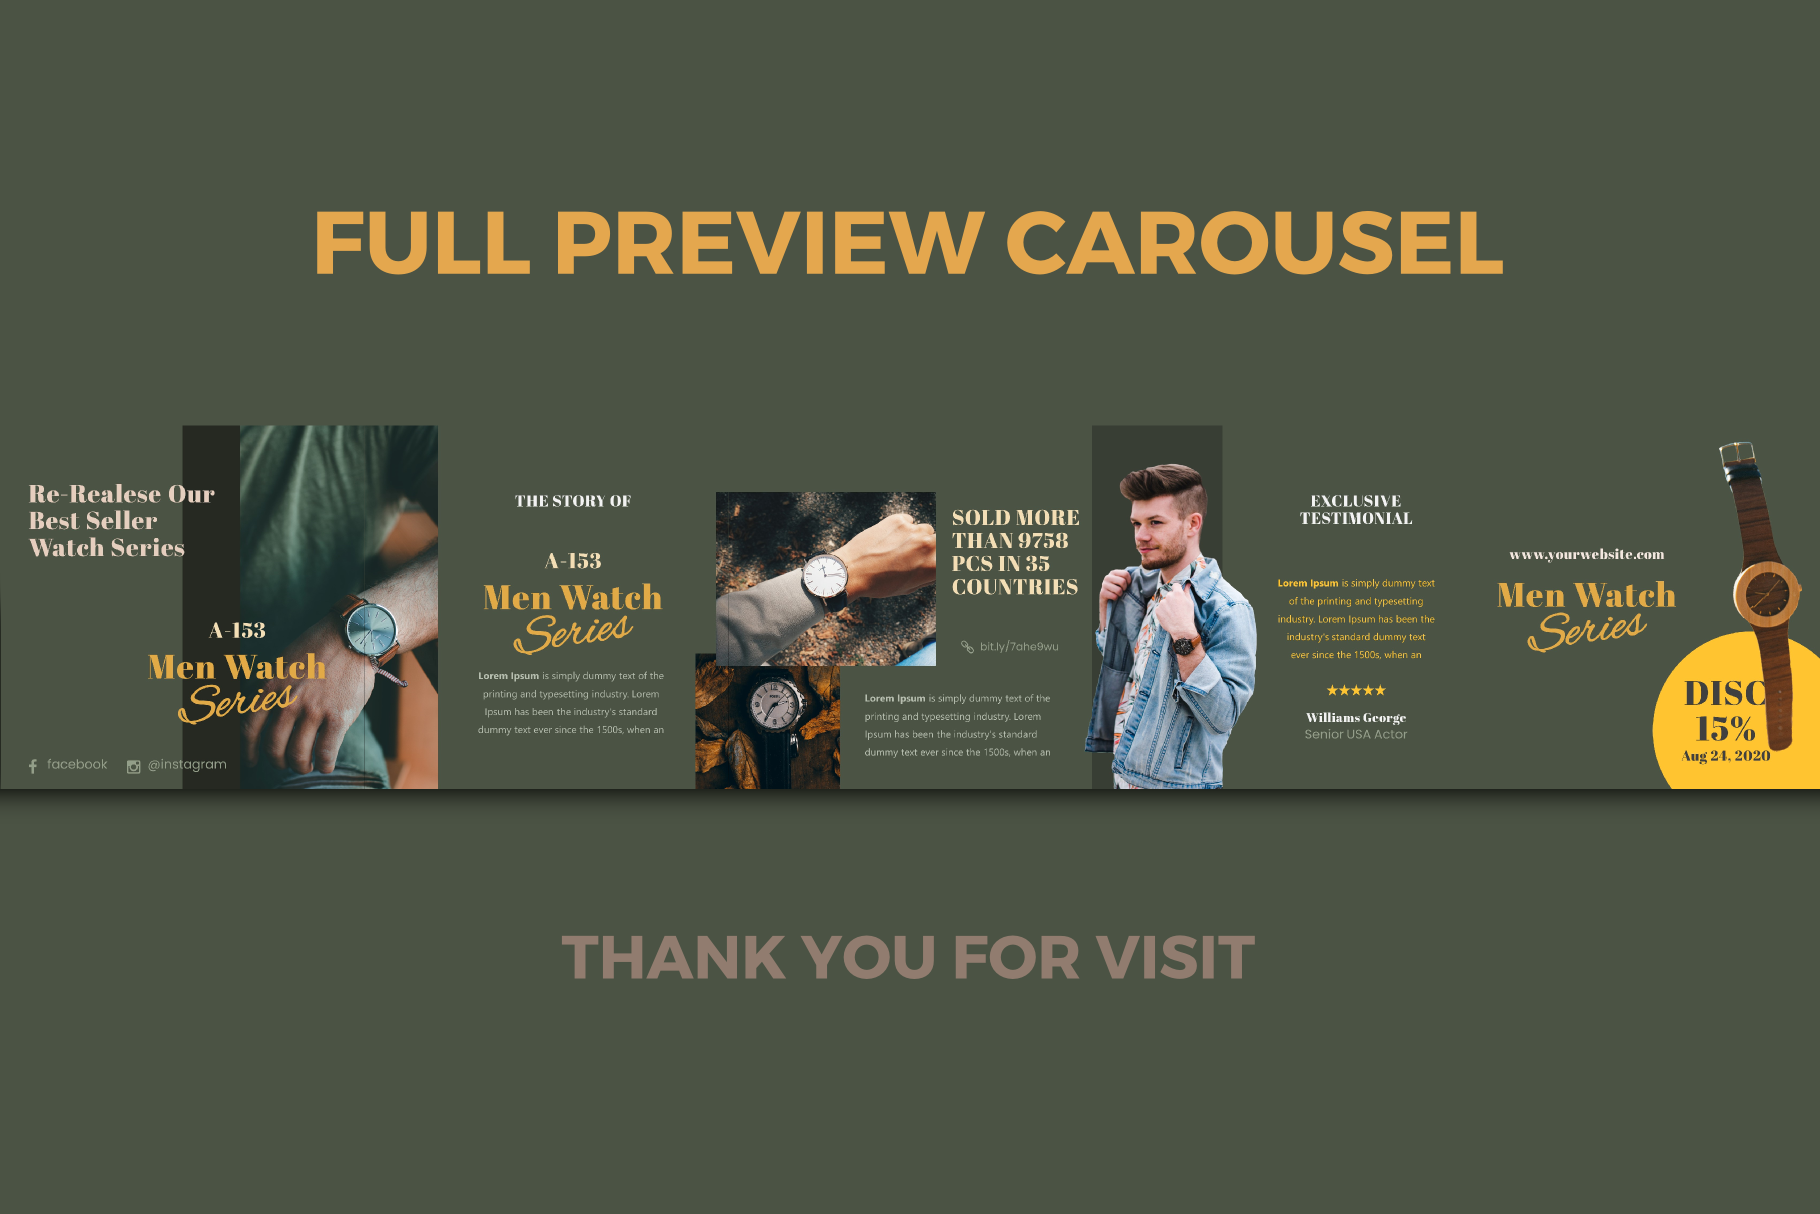 FULL PREVIEW CAROUSEL
Re-Realese Our
Best Seller
Watch Series
A-153
Men Watch
Series
facebook
@instagram
THE STORY OF
A-153
Men Watch
Series
Lorem Ipsum is simply dummy text of the
printing and typesetting industry. Lorem
Ipsum has been the industry's standard
dummy text ever since the 1500s, when an
SOLD MORE
THAN 9758
PCS IN 35
COUNTRIES
bit.ly/7ahe9wu
Lorem Ipsum is simply dummy text of the
printing and typesetting industry. Lorem
Ipsum has been the industry's standard
dummy text ever since the 1500s, when an
EXCLUSIVE
TESTIMONIAL
Lorem Ipsum is simply dummy text
of the printing and typesetting
industry. Lorem Ipsum has been the
industry's standard dummy text
ever since the 1500s, when an
Williams George
Senior USA Actor
www.yourwebsite.com
Men Watch
Series
DISC
15%
Aug 24, 2020
THANK YOU FOR VISIT